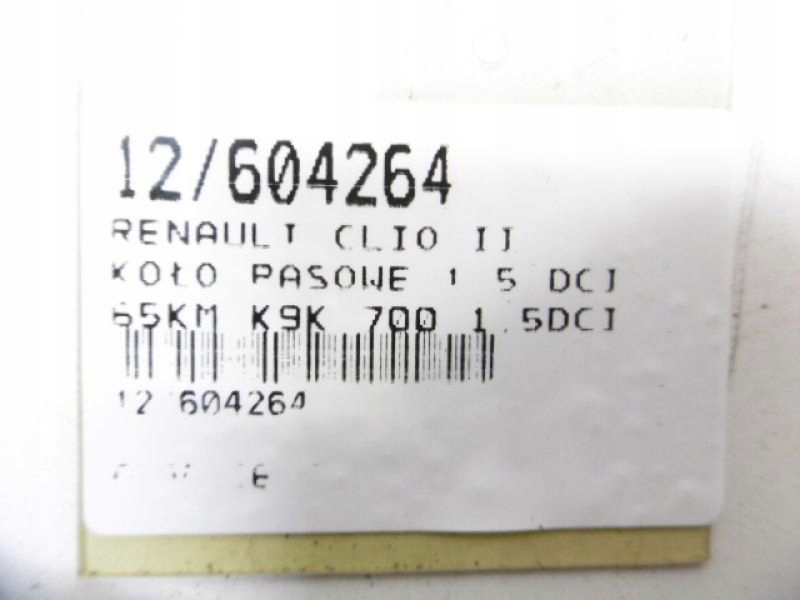 12/604264
RENAULT CLIO II
KOŁO PASOWE 1 5 DCI
65KM K9K 700 1.5DCI
12 604264